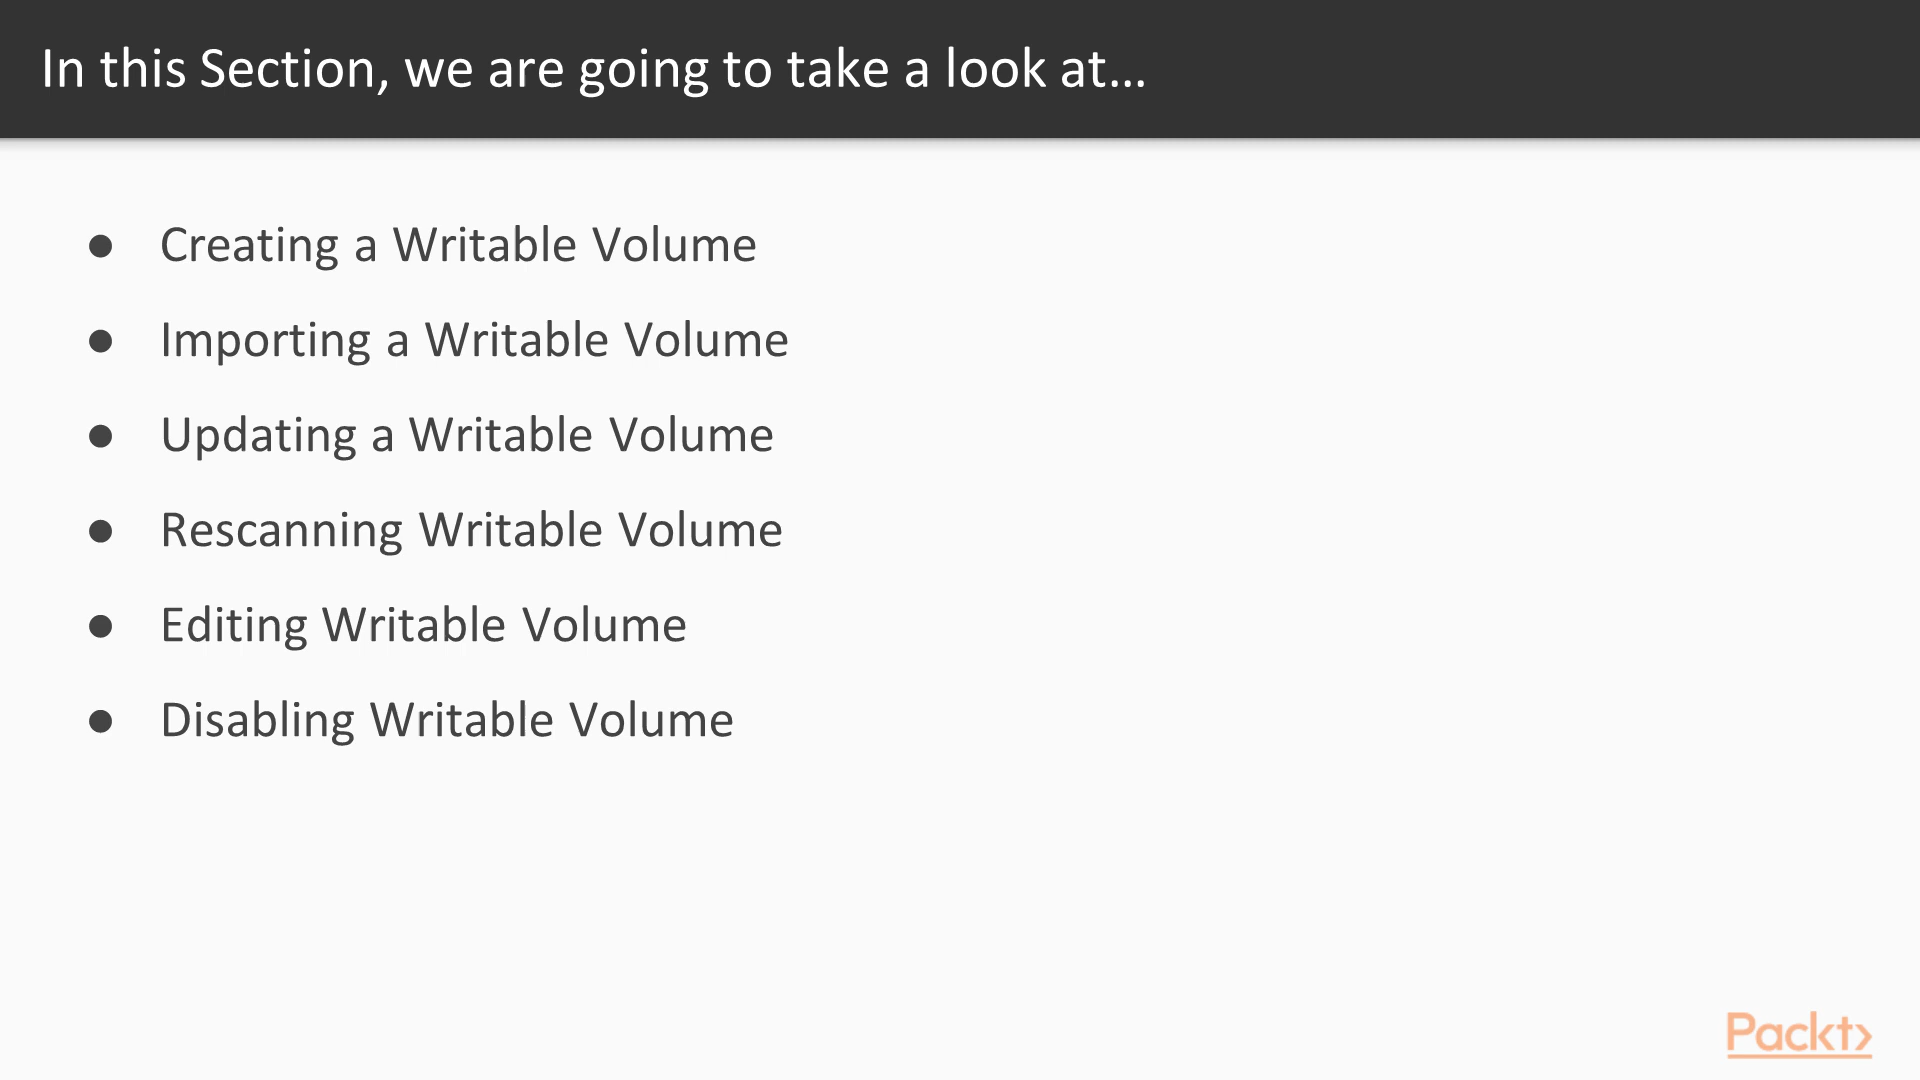 In this Section, we are going to take a look at...
● Creating a Writable Volume
● Importing a Writable Volume
● Updating a Writable Volume
● Rescanning Writable Volume
● Editing Writable Volume
● Disabling Writable Volume
Packt>